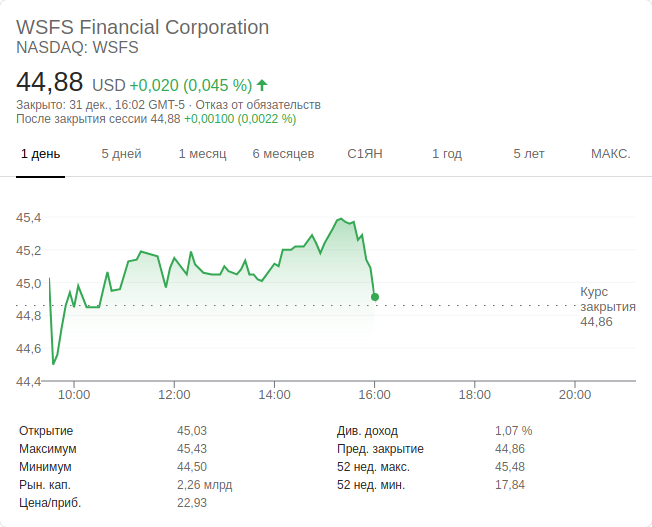 WSFS Financial Corporation
NASDAQ: WSFS
44,88 USD +0,020 (0,045 %)
Закрыто: 31 дек., 16:02 GMT-5 · Отказ от обязательств
После закрытия сессии 44,88 +0,00100 (0,0022 %)
1 день 5 дней 1 месяц 6 месяцев С1ЯН 1 год 5 лет МАКС.
45,4
45,2
45,0
44,8
44,6
44,4
Курс
закрытия
44,86
10:00 12:00 14:00 16:00 18:00 20:00
Открытие 45,03 Див. доход 1,07 %
Максимум 45,43 Пред. закрытие 44,86
Минимум 44,50 52 нед. макс. 45,48
Рын. кап. 2,26 млрд 52 нед. мин. 17,84
Цена/приб. 22,93